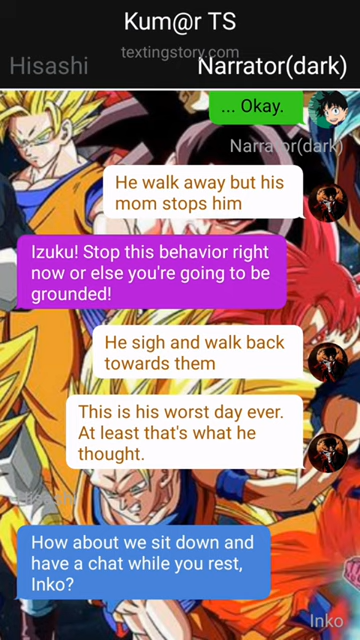 Kum@r TS
textingstory.com
Hisashi
Narrator(dark)
... Okay.
Narrator(dark)
He walk away but his
mom stops him
Izuku! Stop this behavior right
now or else you're going to be
grounded!
He sigh and walk back
towards them
This is his worst day ever.
At least that's what he
thought.
Hisashi
How about we sit down and
have a chat while you rest,
Inko?
Inko